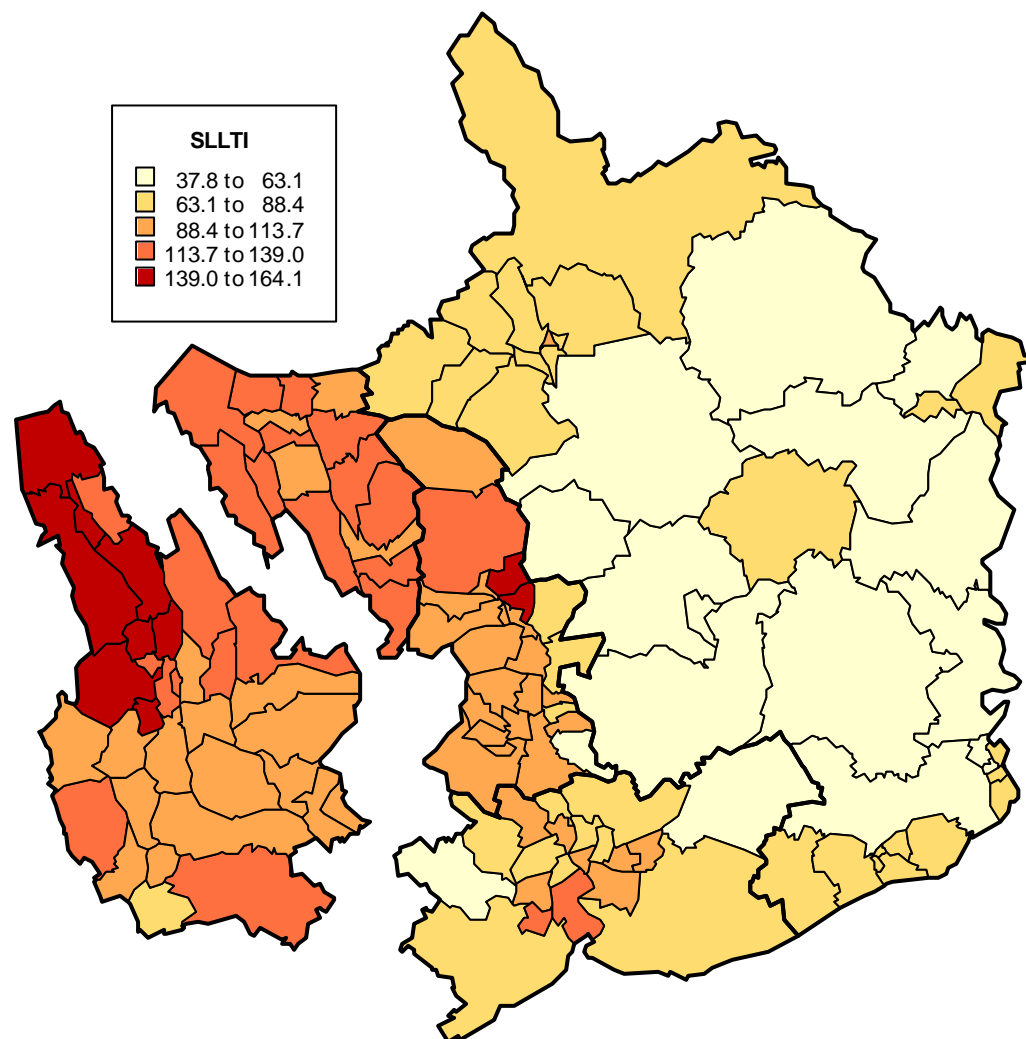 SLLTI
37.8 to 63.1
63.1 to 88.4
88.4 to 113.7
113.7 to 139.0
139.0 to 164.1